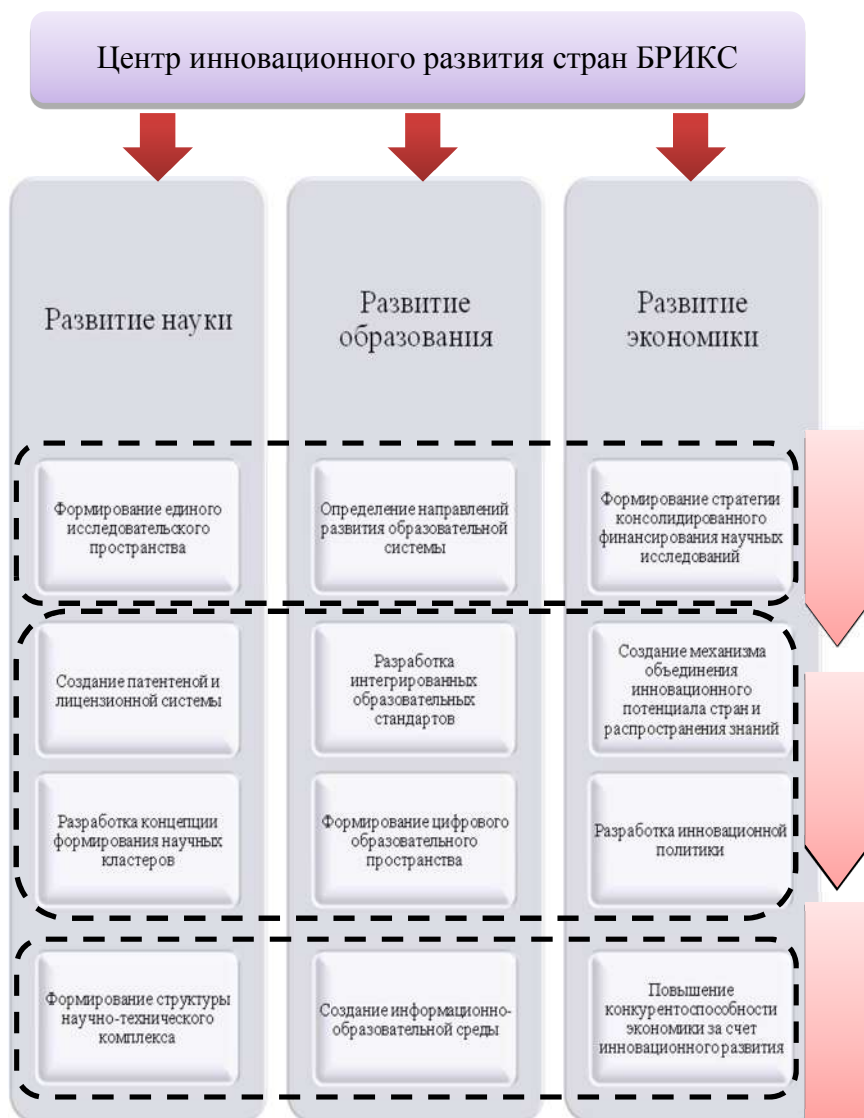 Центр инновационного развития стран БРИКС
Развитие науки
Развитие
образования
Развитие
экономики
Формирование единого
исследовательского
пространства
Определение направлений
развития образовательной
системы
Формирование стратегии
консолидированного
финансирования научных
исследований
Создание патентеной и
лицензионной системы
Разработка
интегрированных
образовательных
стандартов
Создание механизма
объединения
инновационного
потенциала стран и
распространения знаний
Разработка концепции
формирования научных
кластеров
Формирование цифрового
образовательного
пространства
Разработка инновационной
политики
Формирование структуры
научно-технического
комплекса
Создание информационно-
образовательной среды
Повышение
конкурентоспособности
экономики за счет
инновационного развития